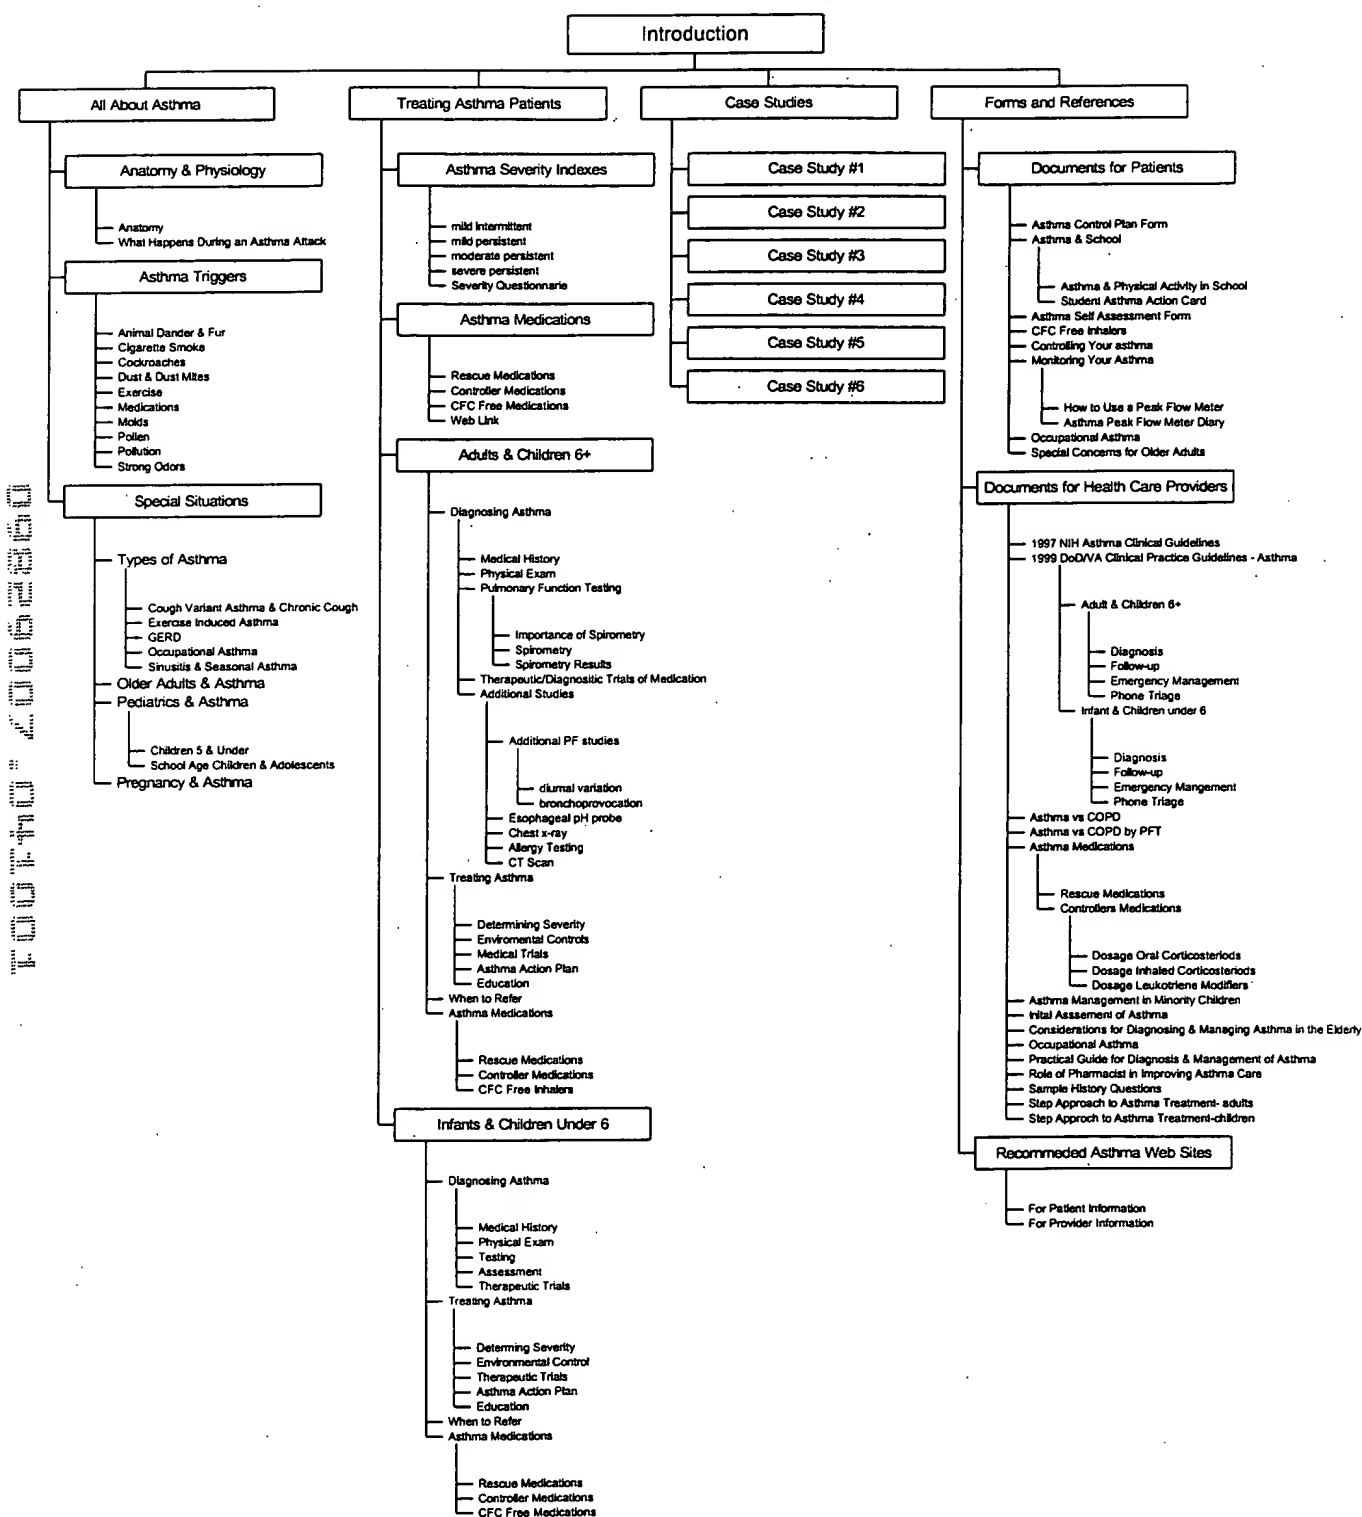 Introduction
All About Asthma
Anatomy & Physiology
Anatomy
What Happens During an Asthma Attack
Asthma Triggers
Animal Dander & Fur
Cigarette Smoke
Cockroaches
Dust & Dust Mites
Exercise
Medications
Molds
Pollen
Pollution
Strong Odors
Special Situations
Types of Asthma
Cough Variant Asthma & Chronic Cough
Exercise Induced Asthma
GERD
Occupational Asthma
Sinusitis & Seasonal Asthma
Older Adults & Asthma
Pediatrics & Asthma
Children 5 & Under
School Age Children & Adolescents
Pregnancy & Asthma
Treating Asthma Patients
Asthma Severity Indexes
mild intermittent
mild persistent
moderate persistent
severe persistent
Severity Questionnarie
Asthma Medications
Rescue Medications
Controller Medications
CFC Free Medications
Web Link
Adults & Children 6+
Diagnosing Asthma
Medical History
Physical Exam
Pulmonary Function Testing
Importance of Spirometry
Spirometry
Spirometry Results
Therapeutic/Diagnositic Trials of Medication
Additional Studies
Additional PF studies
diurnal variation
bronchoprovocation
Esophageal pH probe
Chest x-ray
Allergy Testing
CT Scan
Treating Asthma
Determining Severity
Enviromental Controls
Medical Trials
Asthma Action Plan
Education
When to Refer
Asthma Medications
Rescue Medications
Controller Medications
CFC Free Inhalers
Infants & Children Under 6
Diagnosing Asthma
Medical History
Physical Exam
Testing
Assessment
Therapeutic Trials
Treating Asthma
Determing Severity
Environmental Control
Therapeutic Trials
Asthma Action Plan
Education
When to Refer
Asthma Medications
Rescue Medications
Controller Medications
CFC Free Medications
Case Studies
Case Study #1
Case Study #2
Case Study #3
Case Study #4
Case Study #5
Case Study #6
Forms and References
Documents for Patients
Asthma Control Plan Form
Asthma & School
Asthma & Physical Activity in School
Student Asthma Action Card
Asthma Self Assessment Form
CFC Free Inhalers
Controlling Your asthma
Monitoring Your Asthma
How to Use a Peak Flow Meter
Asthma Peak Flow Meter Diary
Occupational Asthma
Special Concerns for Older Adults
Documents for Health Care Providers
1997 NIH Asthma Clinical Guidelines
1999 DoD/VA Clinical Practice Guidelines - Asthma
Adult & Children 6+
Diagnosis
Follow-up
Emergency Management
Phone Triage
Infant & Children under 6
Diagnosis
Follow-up
Emergency Mangement
Phone Triage
Asthma vs COPD
Asthma vs COPD by PFT
Asthma Medications
Rescue Medications
Controllers Medications
Dosage Oral Corticosteriods
Dosage Inhaled Corticosteriods
Dosage Leukotriene Modifiers
Asthma Management in Minority Children
Inital Asssement of Asthma
Considerations for Diagnosing & Managing Asthma in the Elderly
Occupational Asthma
Practical Guide for Diagnosis & Management of Asthma
Role of Pharmacist in Improving Asthma Care
Sample History Questions
Step Approach to Asthma Treatment- adults
Step Approch to Asthma Treatment-children
Recommeded Asthma Web Sites
For Patient Information
For Provider Information